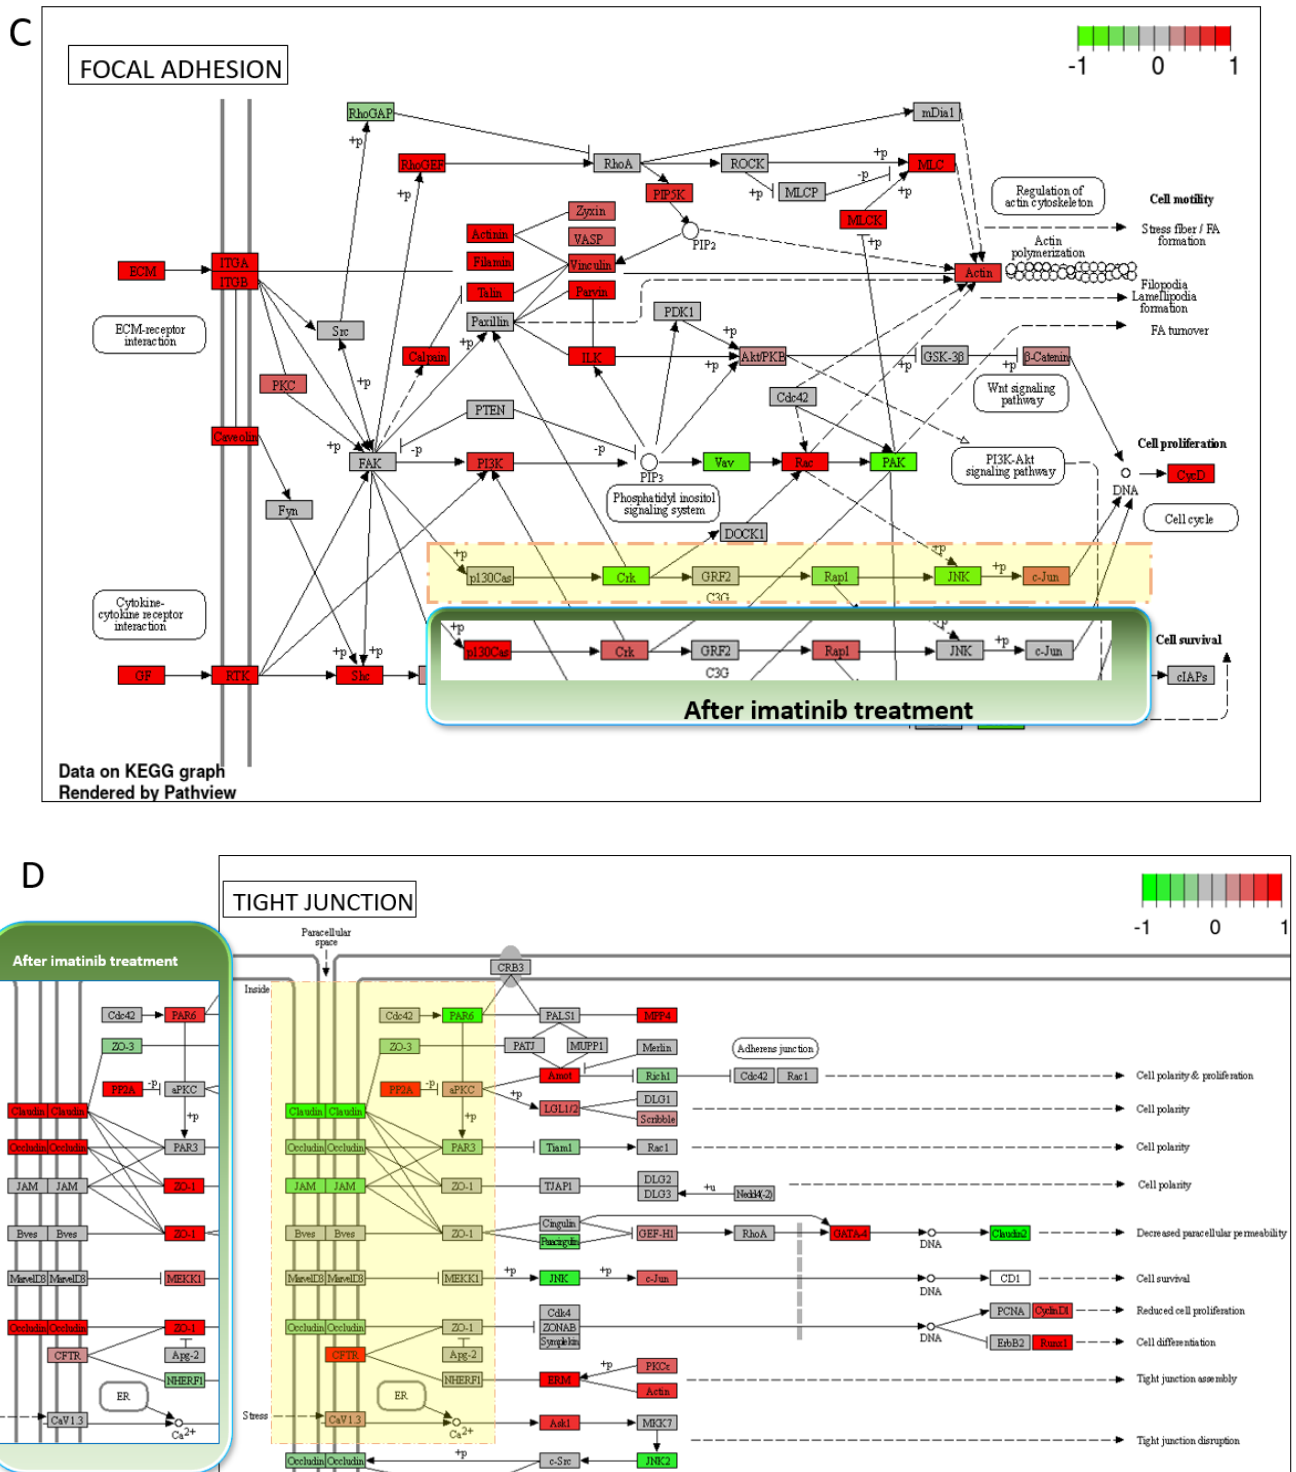 C
FOCAL ADHESION
-1 0 1
RhoGAP
mDia1
+p
RhoGEF
RhoA
ROCK
+p
MLC
-p
+p
MLCP
+p
PIP5K
+p
Zyxin
MLCK
Regulation of
actin cytoskeleton
Cell motility
Actinin
VASP
PIP2
+p
Stress fiber / FA
formation
Actin
polymerization
ECM
ITGA
Filamin
Vinculin
Actin
ITGB
Talin
Parvin
Filopodia
Lamellipodia
formation
ECM-receptor
interaction
Src
Paxillin
PDK1
FA turnover
+p
+p
Calpain
ILK
Akt/PKB
GSK-3β
β-Catenin
+p
+p
+p
PKC
+p
Cdc42
Wnt signaling
pathway
PTEN
Caveolin
+p
-p
-p
Cell proliferation
FAK
PI3K
PIP3
Vav
Rac
PAK
PI3K-Akt
signaling pathway
CycD
DNA
Fyn
Phosphatidyl inositol
signaling system
Cell cycle
DOCK1
+p
+p
p130Cas
Crk
GRF2
Rap1
JNK
+p
c-Jun
C3G
Cytokine-
cytokine receptor
interaction
+p
+p
p130Cas
Crk
GRF2
Rap1
JNK
+p
c-Jun
Cell survival
C3G
+p
+p
GF
RTK
Shc
cIAPs
After imatinib treatment
Data on KEGG graph
Rendered by Pathview
D
TIGHT JUNCTION
-1 0 1
Paracellular
space
After imatinib treatment
CRB3
Inside
Cdc42
PAR6
Cdc42
PAR6
PALS1
MPP4
ZO-3
ZO-3
PATJ
MUPP1
Merlin
Adherens junction
PP2A
-p
aPKC
PP2A
-p
aPKC
Amot
Rich1
Cdc42
Rac1
Cell polarity & proliferation
+p
Claudin
Claudin
+p
Claudin
Claudin
+p
LGL1/2
DLG1
Scribble
Cell polarity
Occludin
Occludin
PAR3
Occludin
Occludin
PAR3
Tiam1
Rac1
Cell polarity
JAM
JAM
ZO-1
JAM
JAM
ZO-1
TJAP1
DLG2
DLG3
+u
Nedd4(-2)
Cell polarity
Bves
Bves
ZO-1
Bves
Bves
ZO-1
Cingulin
Paracingulin
GEF-H1
RhoA
GATA-4
DNA
Claudin2
Decreased paracellular permeability
MarvelD3
MarvelD3
MEKK1
MarvelD3
MarvelD3
MEKK1
+p
JNK
+p
c-Jun
DNA
CD1
Cell survival
Occludin
Occludin
ZO-1
Occludin
Occludin
ZO-1
Cdk4
ZONAB
Symplekin
DNA
PCNA
CyclinD1
Reduced cell proliferation
ErbB2
Runx1
Cell differentiation
CFTR
Apg-2
CFTR
Apg-2
NHERF1
NHERF1
ERM
+p
PKCε
Actin
Tight junction assembly
ER
ER
CaV1.3
Ca2+
Stress
CaV1.3
Ca2+
Ask1
MKK7
Tight junction disruption
Occludin
Occludin
+p
c-Src
JNK2